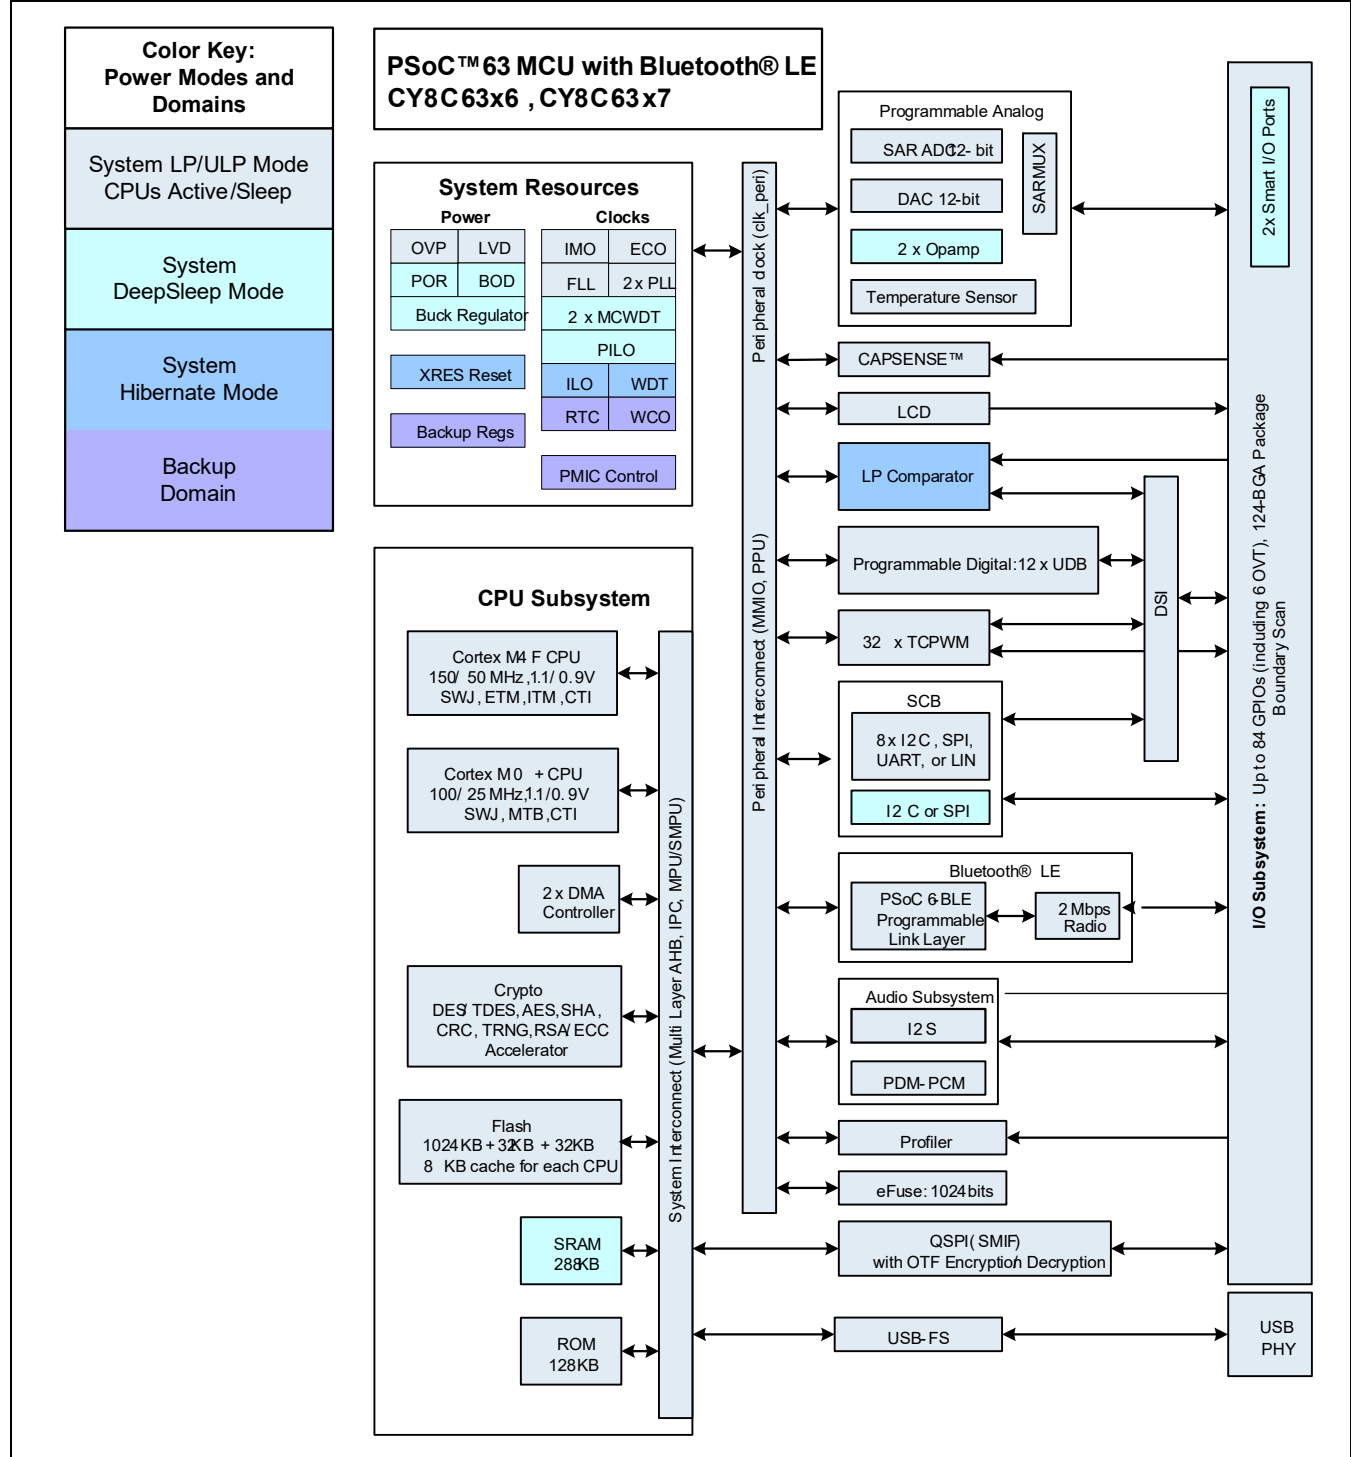 Color Key:
Power Modes and
Domains
System LP/ULP Mode
CPUs Active/Sleep
System
DeepSleep Mode
System
Hibernate Mode
Backup
Domain
PSoC™ 63 MCU with Bluetooth® LE
CY8C63x6 , CY8C63x7
System Resources
Power
Clocks
OVP
LVD
POR
BOD
Buck Regulator
XRES Reset
Backup Regs
IMO
ECO
FLL
2 x PLL
2 x MCWDT
PILO
ILO
WDT
RTC
WCO
PMIC Control
CPU Subsystem
Cortex M4 F CPU
150/ 50 MHz ,1.1/ 0.9V
SWJ , ETM ,ITM ,CTI
Cortex M0 + CPU
100/ 25 MHz,1.1/0.9V
SWJ , MTB ,CTI
2 x DMA
Controller
Crypto
DES/ TDES, AES, SHA ,
CRC, TRNG, RSA/ ECC
Accelerator
Flash
1024 KB + 32KB + 32KB
8 KB cache for each CPU
SRAM
288KB
ROM
128KB
System Interconnect (Multi Layer AHB, IPC, MPU/SMPU)
Peripheral dock (clk_peri)
Peripheral Interconnect (MMIO, PPU)
Programmable Analog
SAR ADC12- bit
DAC 12-bit
2 x Opamp
Temperature Sensor
SARMUX
CAPSENSE™
LCD
LP Comparator
Programmable Digital:12 x UDB
32 x TCPWM
DSI
SCB
8 x I2C , SPI,
UART, or LIN
I2 C or SPI
Bluetooth® LE
PSoC 6-BLE
Programmable
Link Layer
2 Mbps
Radio
Audio Subsystem
I2 S
PDM- PCM
Profiler
eFuse: 1024 bits
QSPI( SMIF)
with OTF Encryption/ Decryption
USB- FS
2x Smart I/O Ports
I/O Subsystem : Up to 84 GPIOs (including 6 OVT), 124-BGA Package
Boundary Scan
USB
PHY